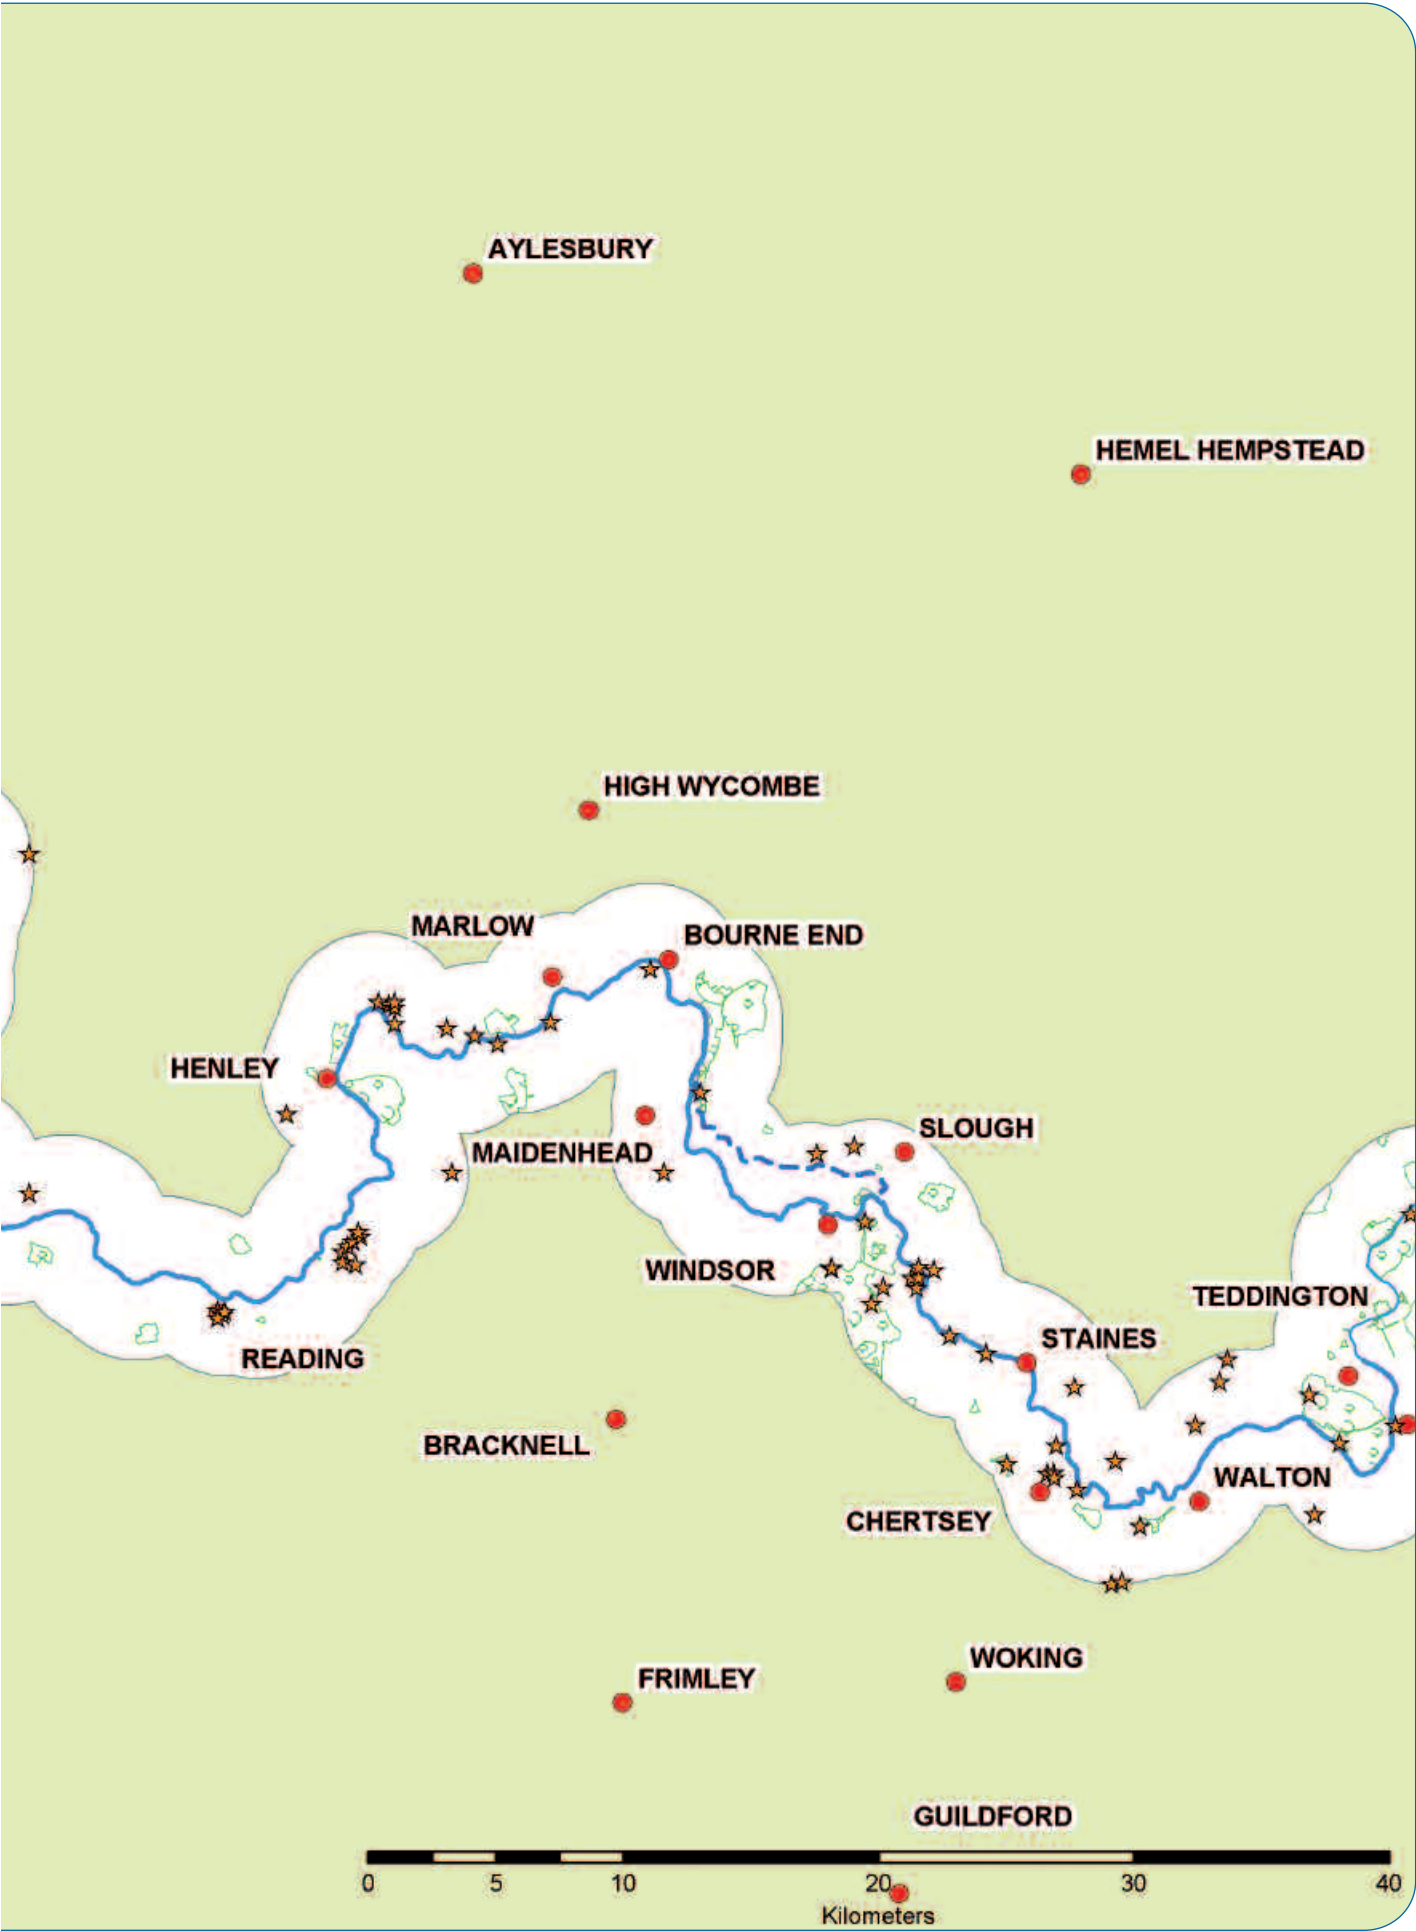 AYLESBURY
HEMEL HEMPSTEAD
HIGH WYCOMBE
MARLOW
BOURNE END
HENLEY
SLOUGH
MAIDENHEAD
WINDSOR
TEDDINGTON
STAINES
READING
BRACKNELL
WALTON
CHERTSEY
WOKING
FRIMLEY
GUILDFORD
0 5 10 20 30 40
Kilometers